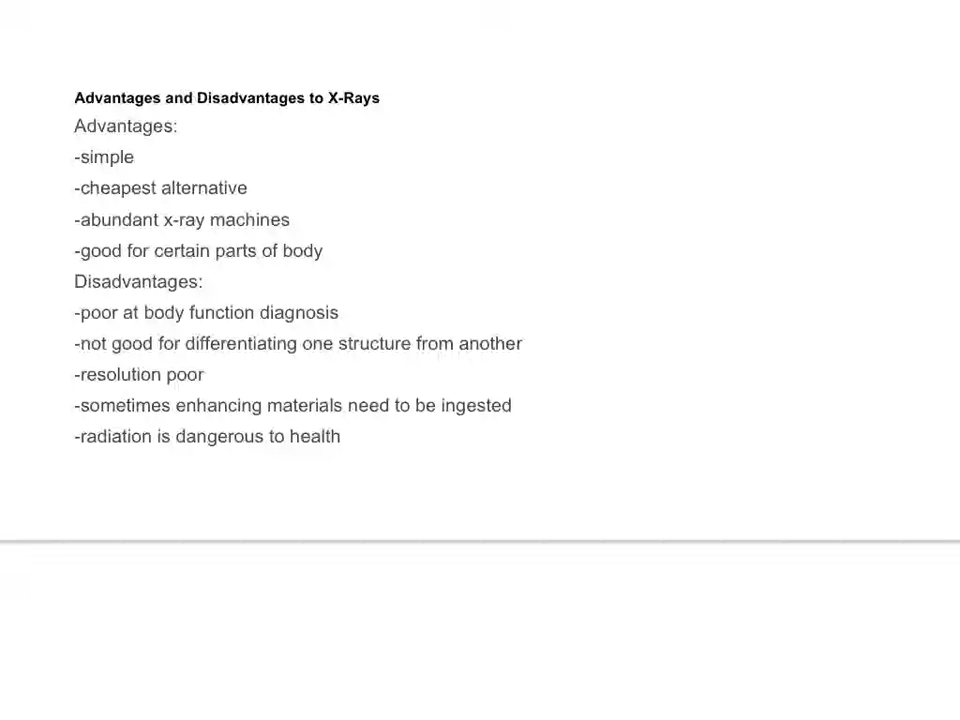 Advantages and Disadvantages to X-Rays
Advantages:
-simple
-cheapest alternative
-abundant x-ray machines
-good for certain parts of body
Disadvantages:
-poor at body function diagnosis
-not good for differentiating one structure from another
-resolution poor
-sometimes enhancing materials need to be ingested
-radiation is dangerous to health